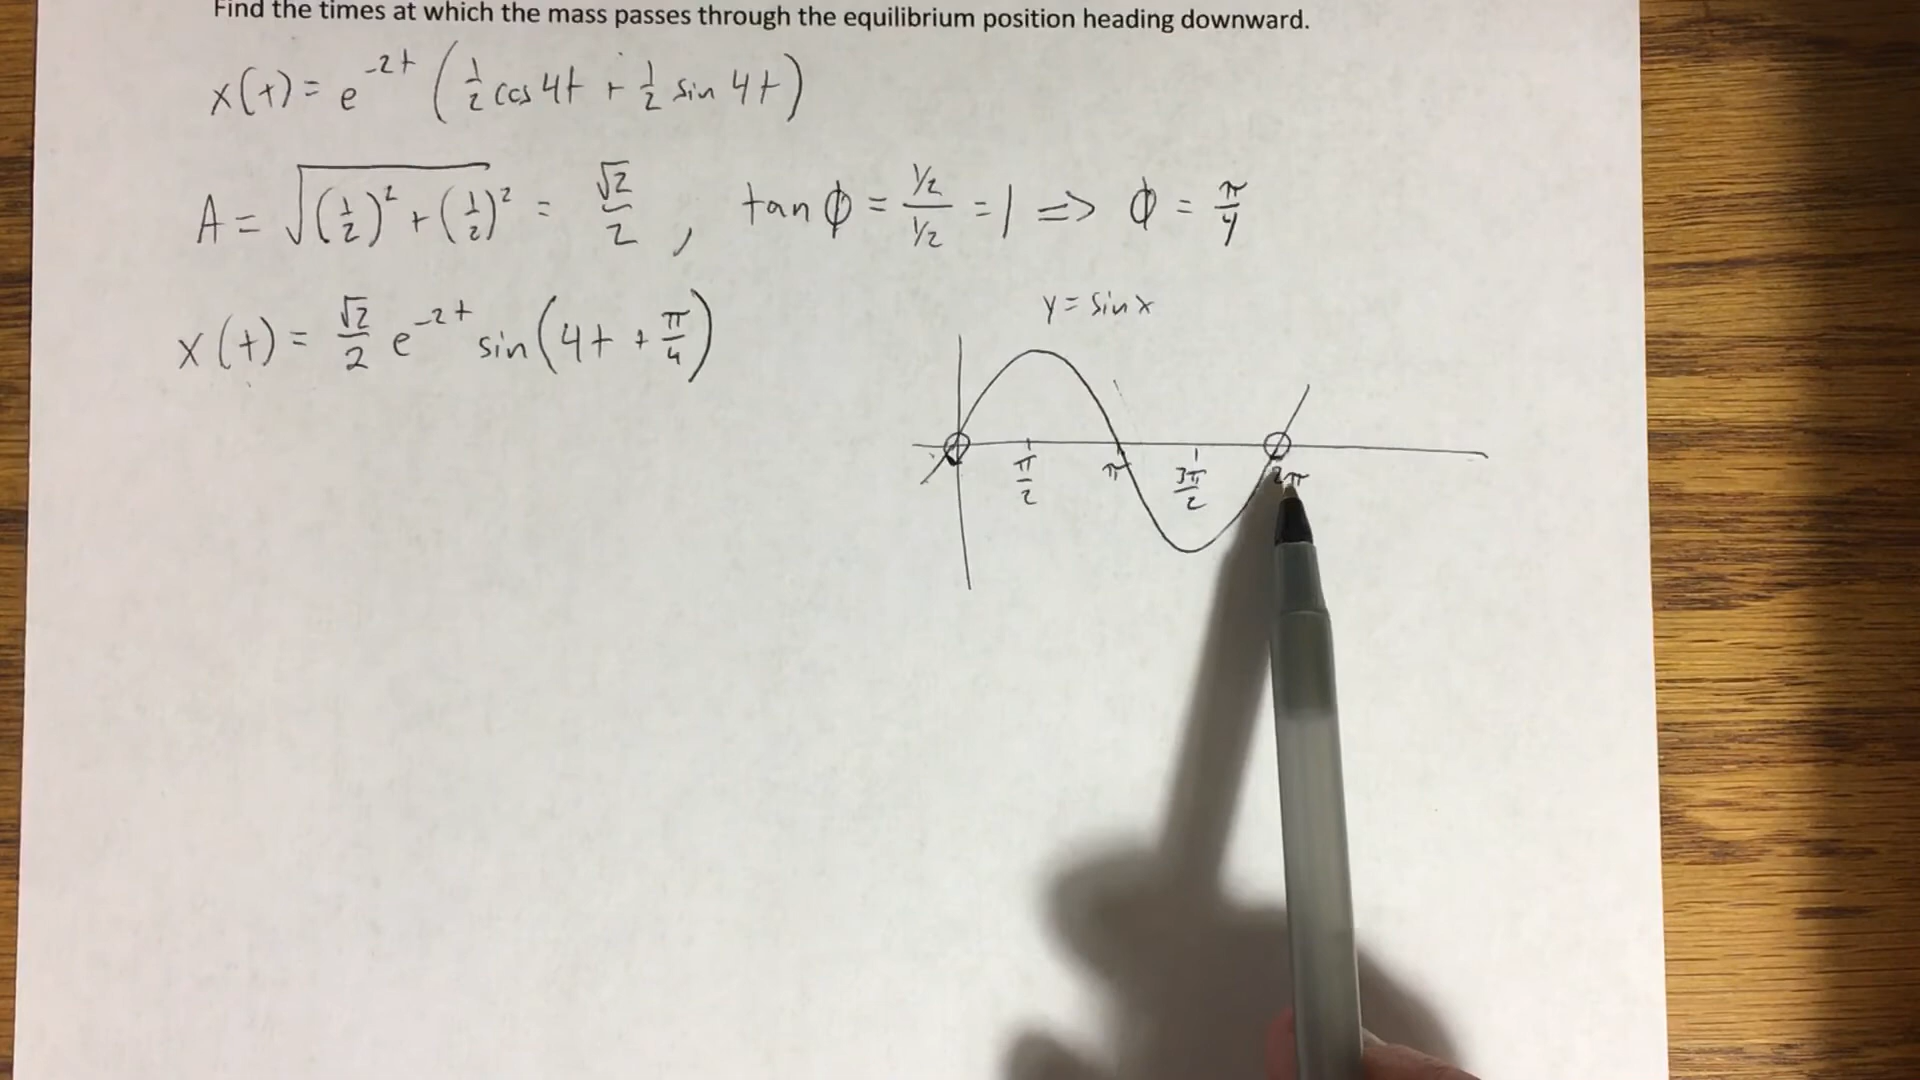 Find the times at which the mass passes through the equilibrium position heading downward.
x(t) = e^-2t (1/2 cos 4t + 1/2 sin 4t)
A = √((1/2)² + (1/2)²) = √2/2 , tan ϕ = 1/2 / 1/2 = 1 => ϕ = π/4
x(t) = √2/2 e^-2t sin(4t + π/4)
y = sin x
π/2 π 3π/2 2π